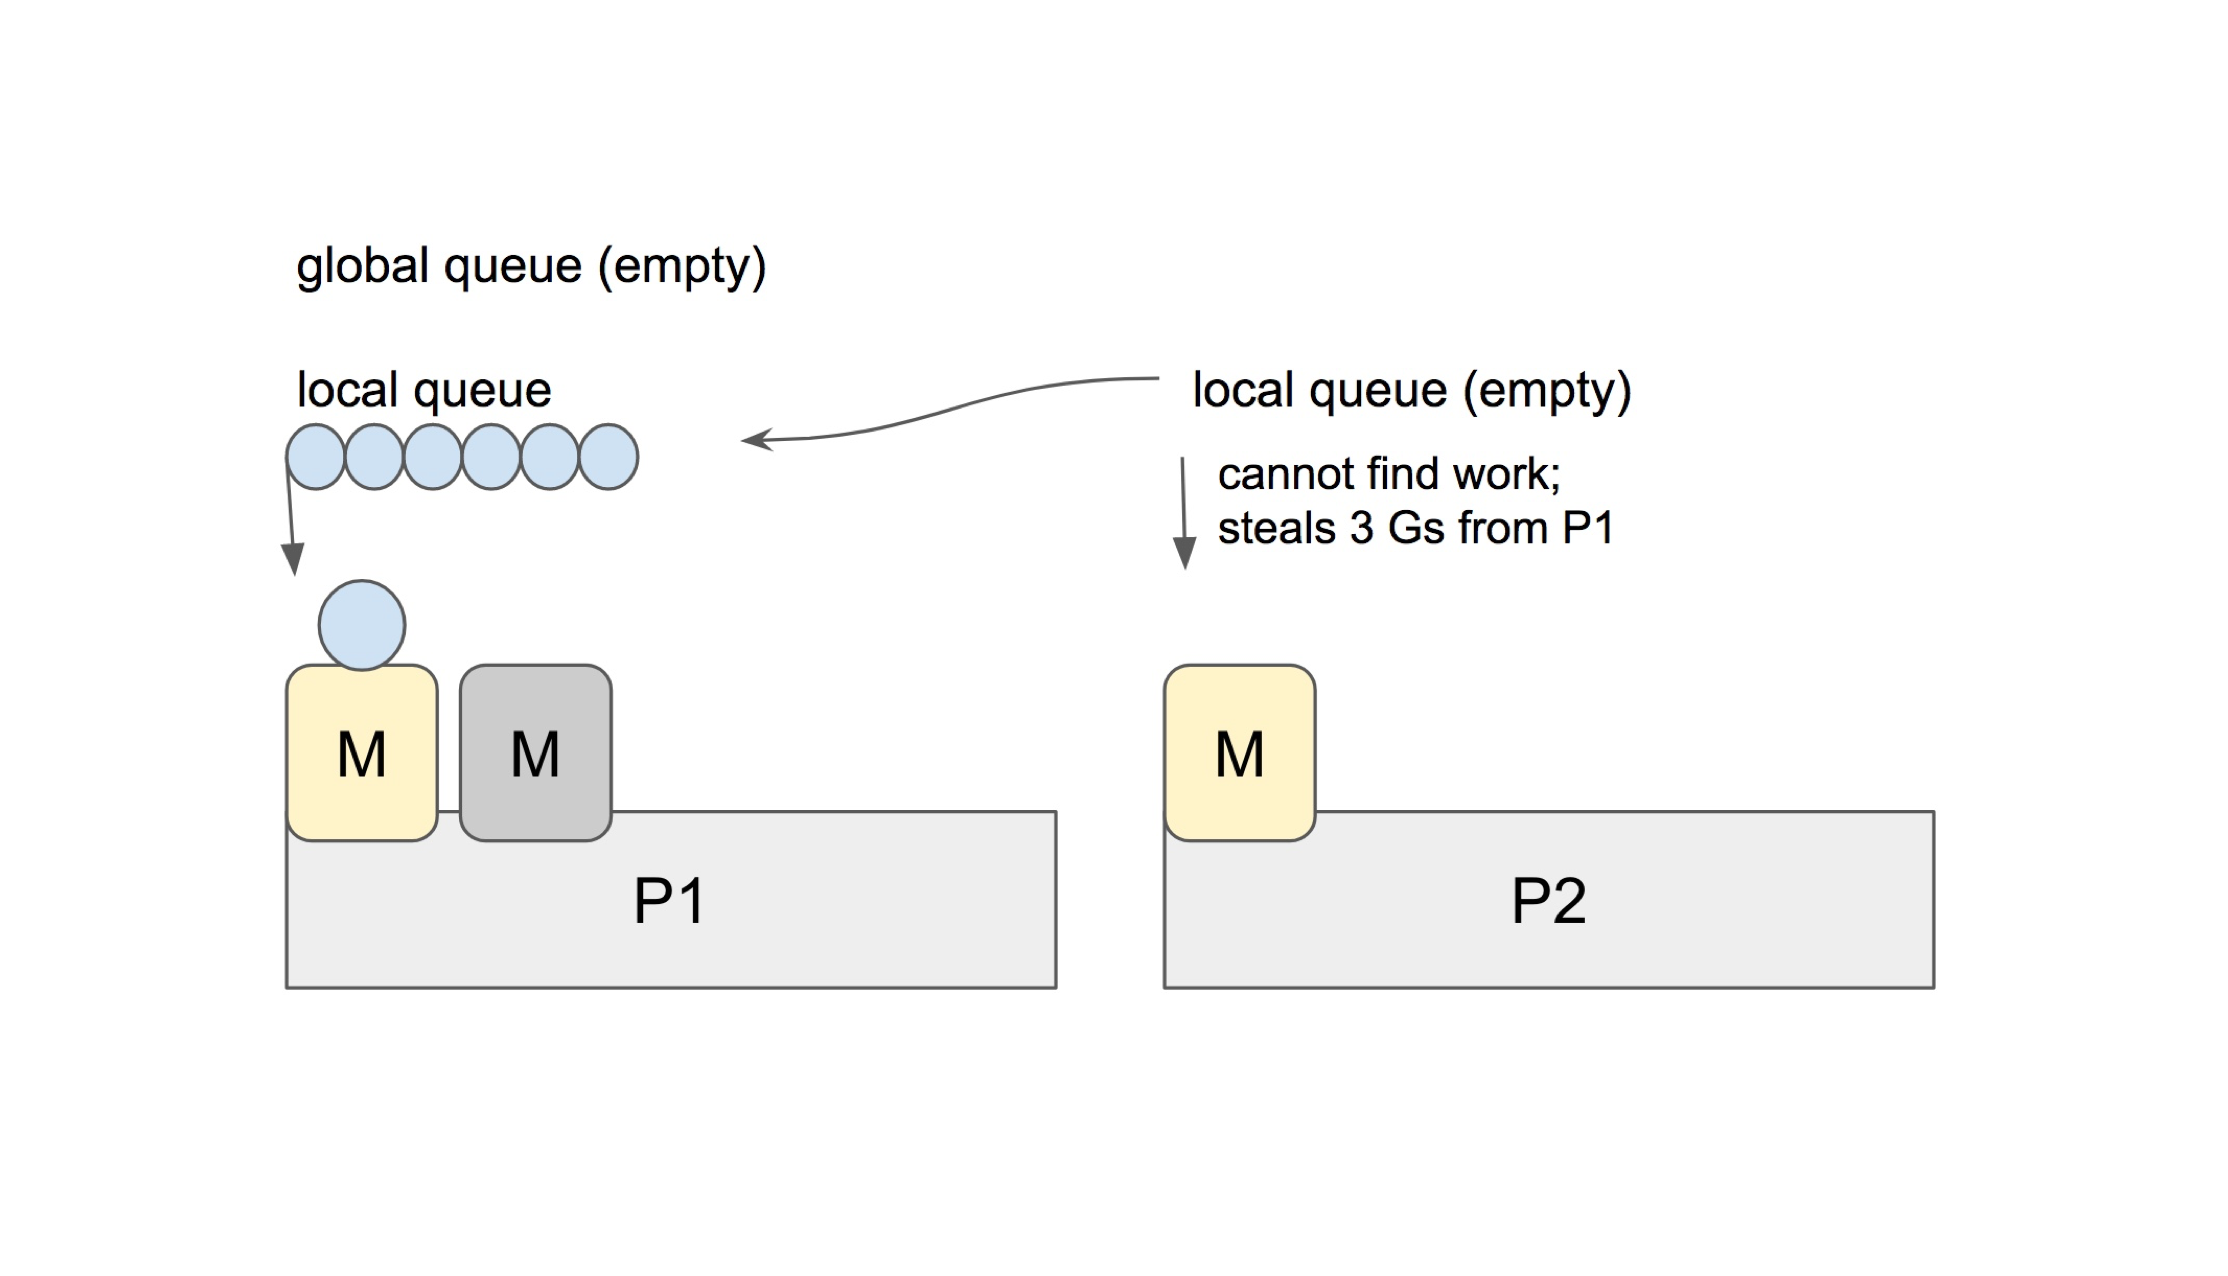 global queue (empty)
local queue
local queue (empty)
cannot find work;
steals 3 Gs from P1
M
M
M
P1
P2